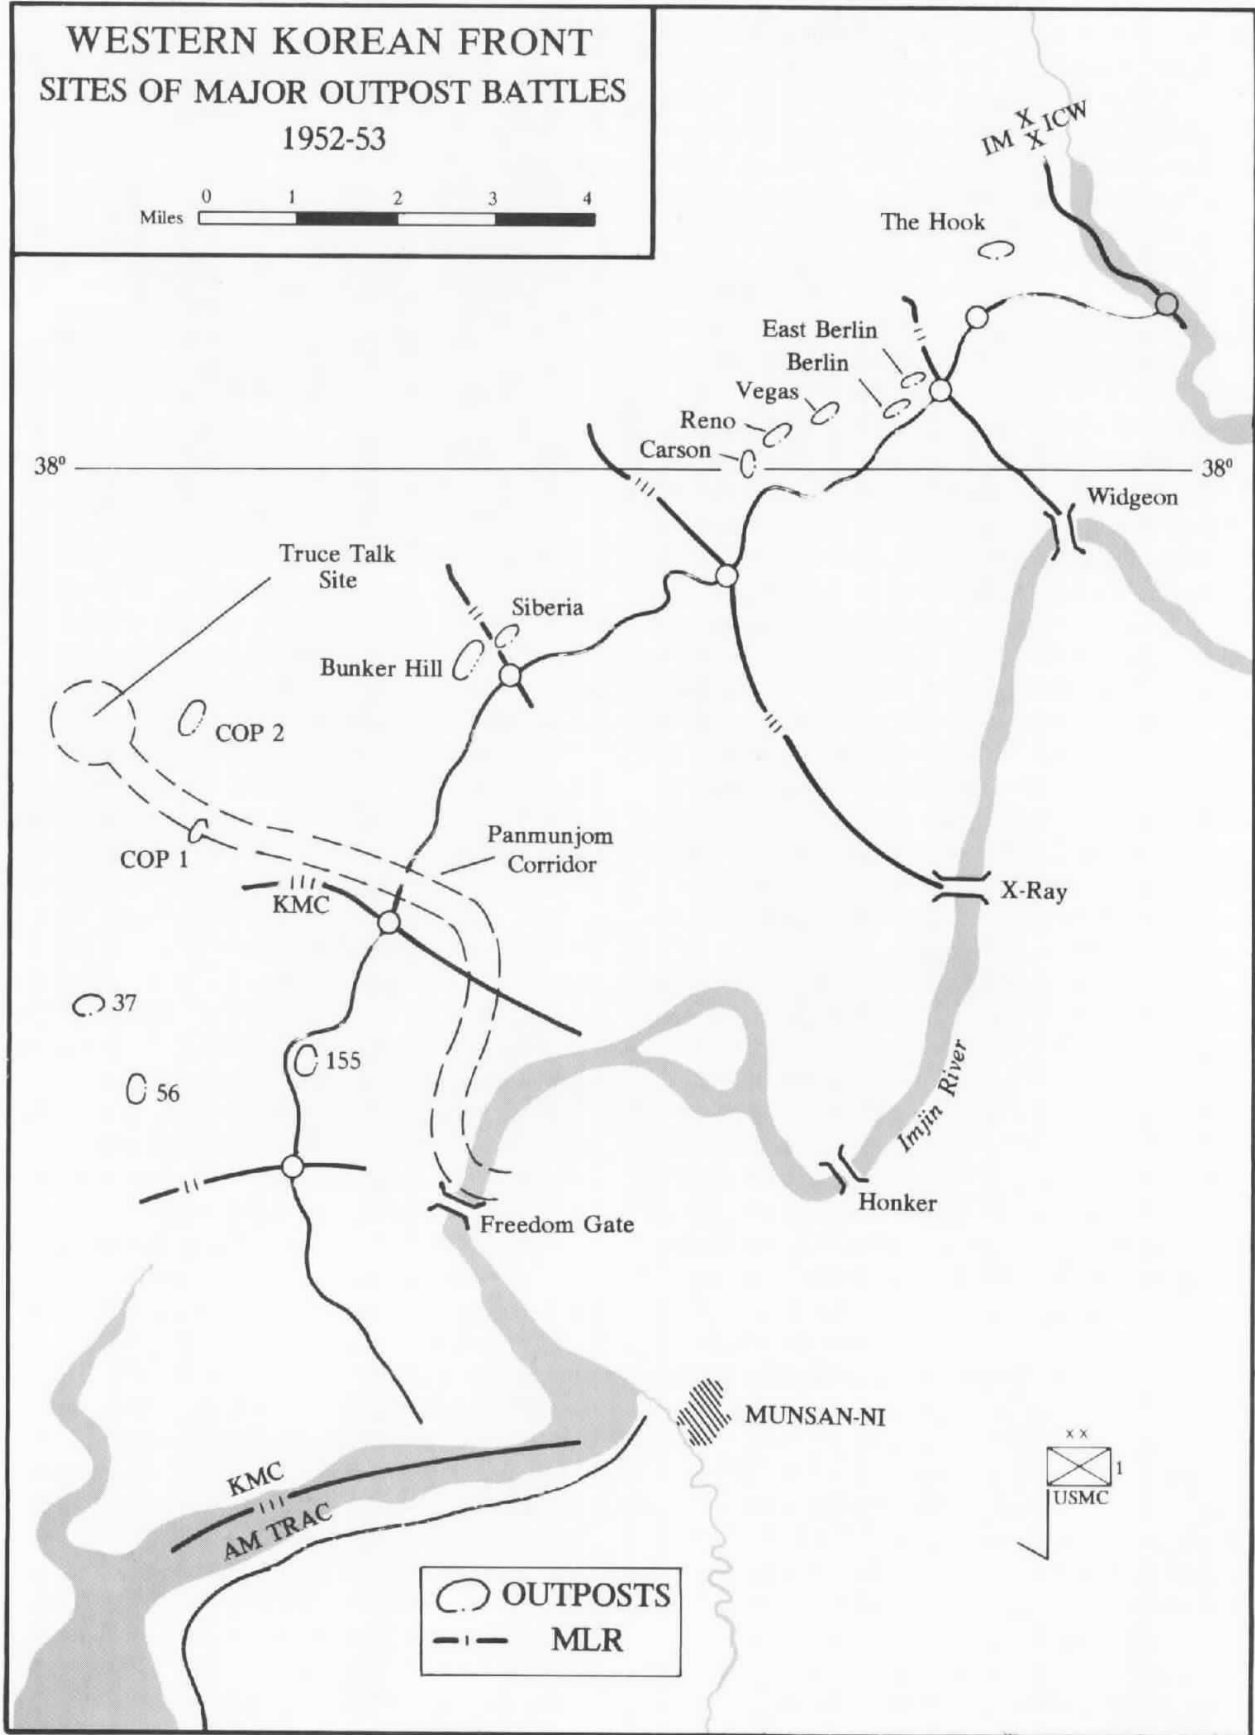 WESTERN KOREAN FRONT
SITES OF MAJOR OUTPOST BATTLES
1952-53
0 1 2 3 4
Miles
IM X X ICW
The Hook
East Berlin
Berlin
Vegas
Reno
Carson
38⁰
38⁰
Widgeon
Truce Talk
Site
Siberia
Bunker Hill
COP 2
Panmunjom
Corridor
COP 1
KMC
X-Ray
37
155
56
Imjin River
Honker
Freedom Gate
MUNSAN-NI
x x
1
USMC
KMC
AM TRAC
OUTPOSTS
MLR